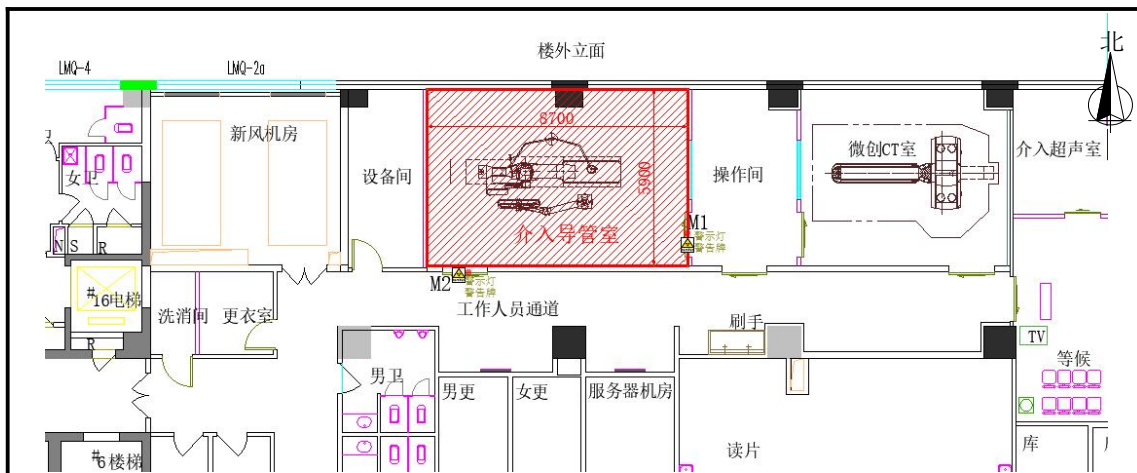 楼外立面
北
LMQ-4
LMQ-2a
新风机房
8700
微创CT室
介入超声室
女卫
设备间
5900
操作间
介入导管室
M1
警示灯
警告牌
N
S
R
M2
警示灯
警告牌
#16电梯
洗消间
更衣室
工作人员通道
刷手
R
TV
等候
男卫
男更
女更
服务器机房
读片
库
#6楼梯